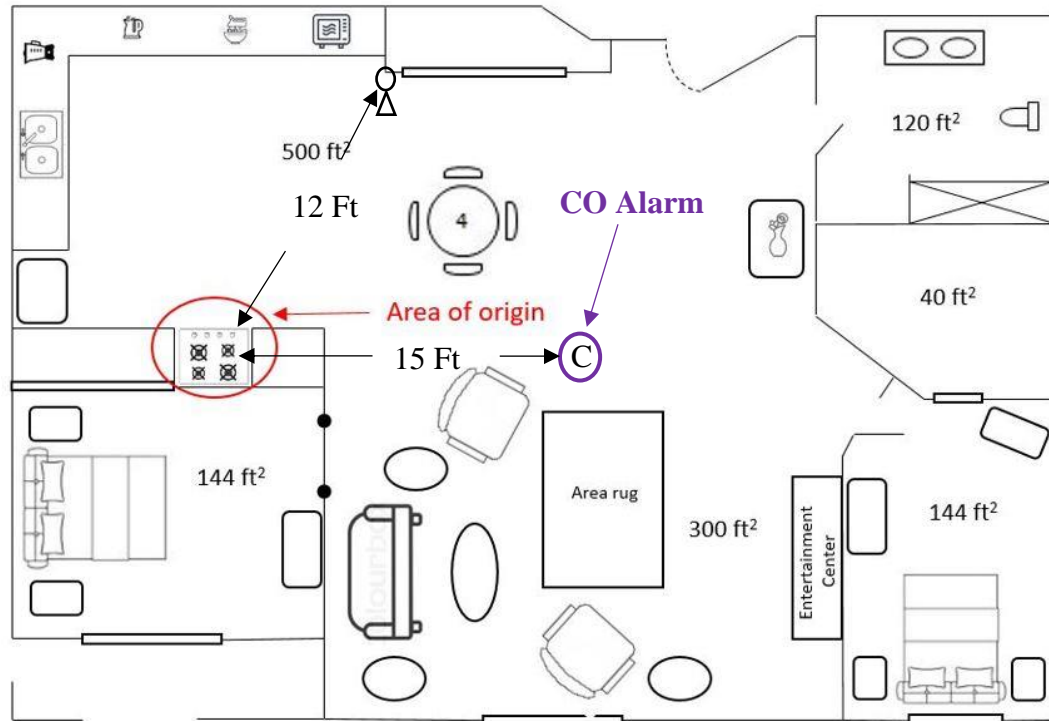 120 ft²
500 ft²
12 Ft
CO Alarm
4
40 ft²
Area of origin
15 Ft
C
144 ft²
Area rug
300 ft²
Entertainment
Center
144 ft²